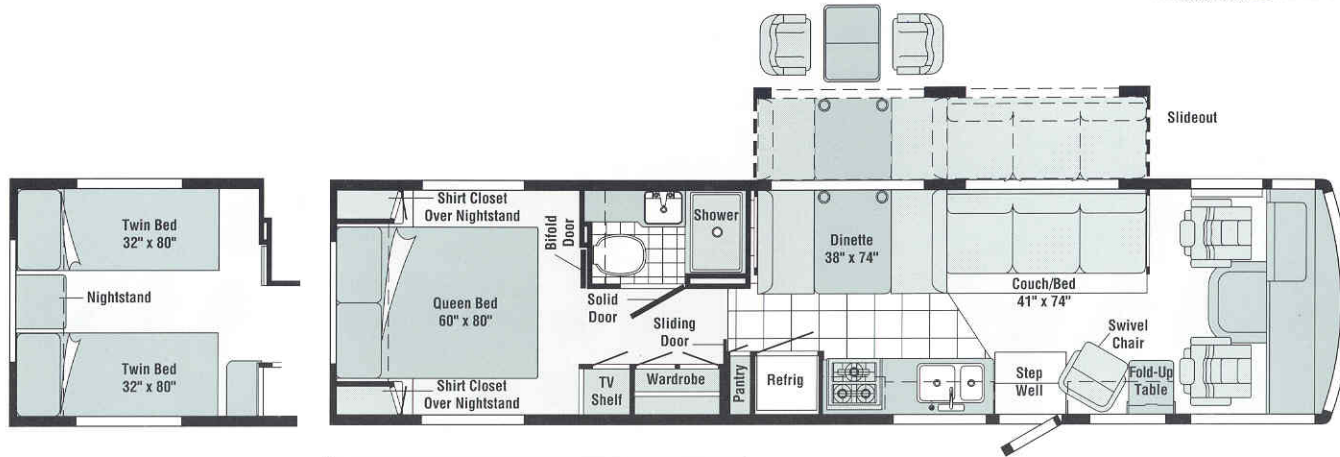 Slideout
Twin Bed
32" x 80"
Nightstand
Twin Bed
32" x 80"
Shirt Closet
Over Nightstand
Bifold
Door
Shower
Queen Bed
60" x 80"
Solid
Door
Sliding
Door
Shirt Closet
Over Nightstand
TV
Shelf
Wardrobe
Pantry
Refrig
Dinette
38" x 74"
Couch/Bed
41" x 74"
Swivel
Chair
Step
Well
Fold-Up
Table